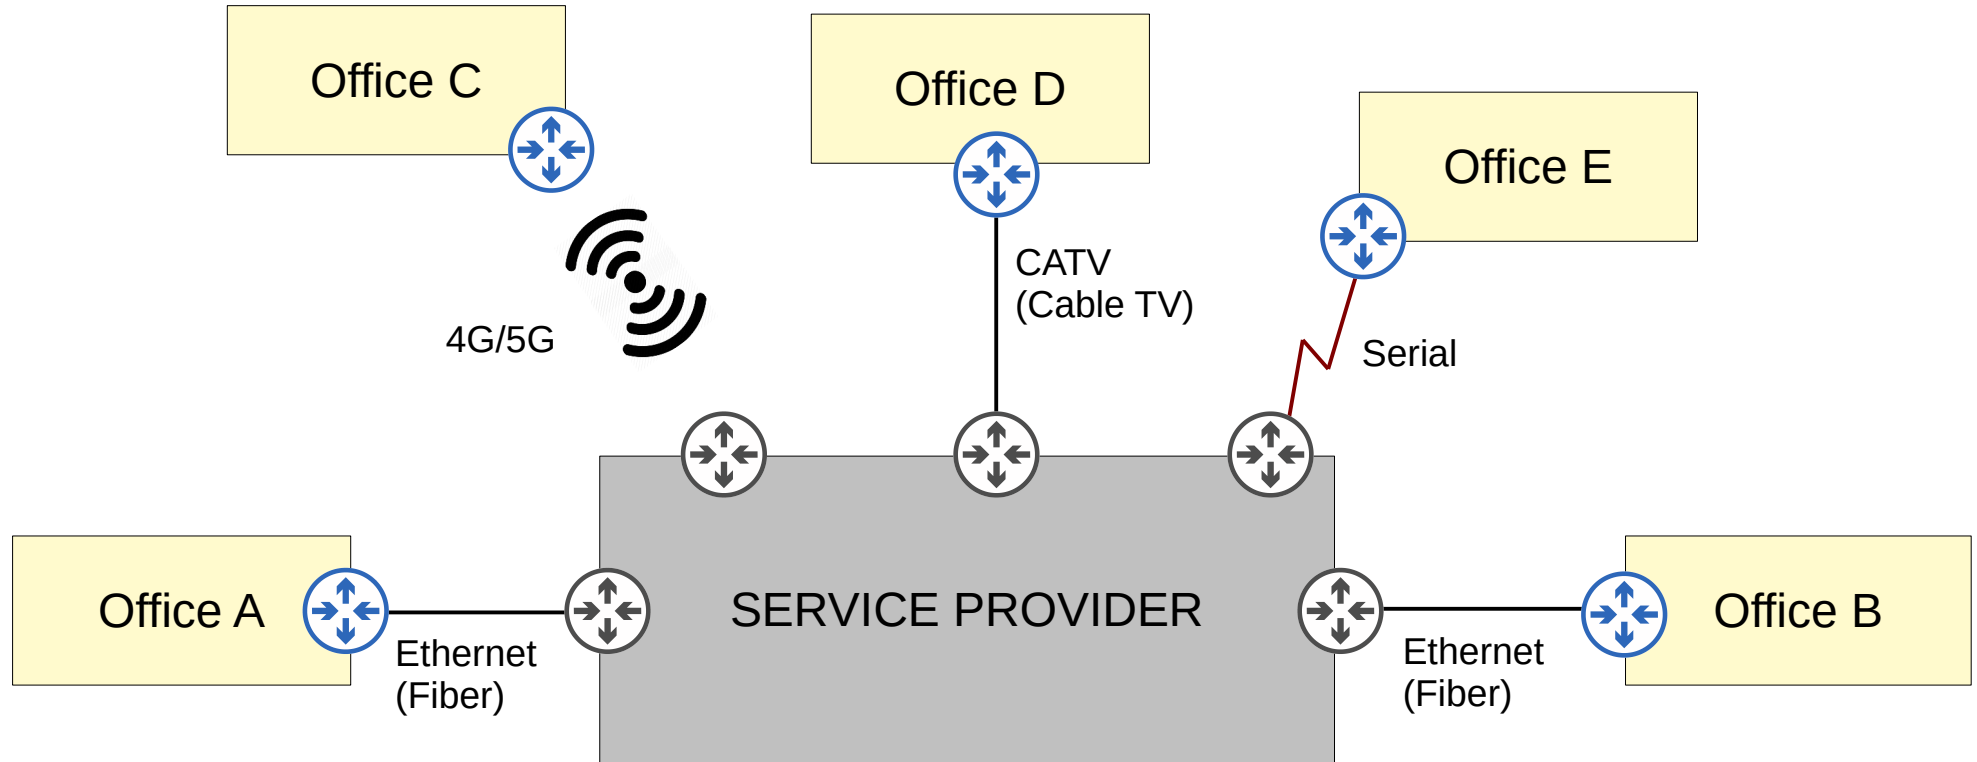 Office C
Office D
Office E
CATV
(Cable TV)
4G/5G
Serial
Office A
SERVICE PROVIDER
Office B
Ethernet
(Fiber)
Ethernet
(Fiber)